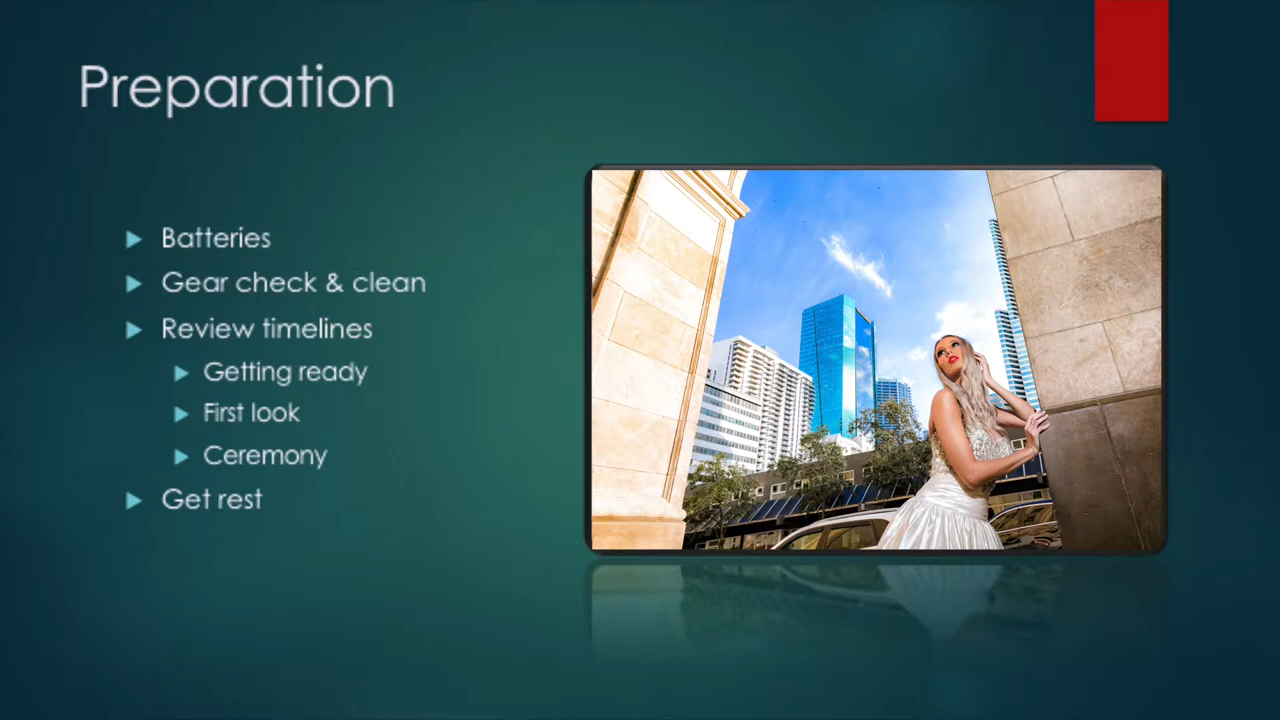 Preparation
Batteries
Gear check & clean
Review timelines
Getting ready
First look
Ceremony
Get rest